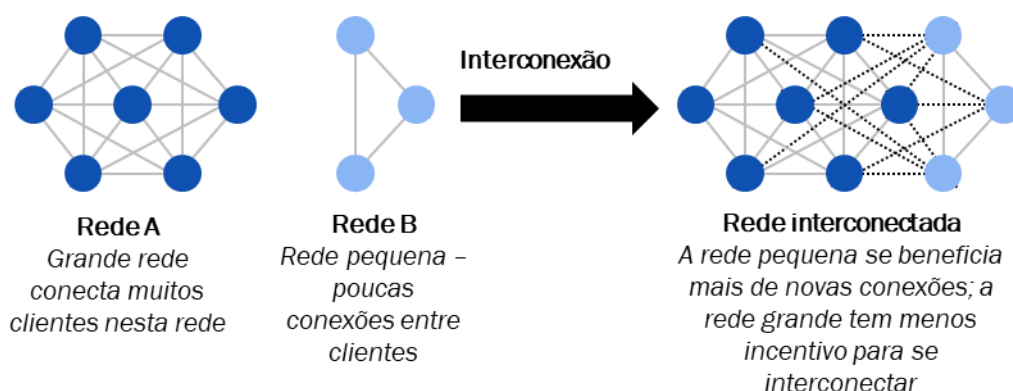 Interconexão
Rede A
Grande rede
conecta muitos
clientes nesta rede
Rede B
Rede pequena –
poucas
conexões entre
clientes
Rede interconectada
A rede pequena se beneficia
mais de novas conexões; a
rede grande tem menos
incentivo para se
interconectar